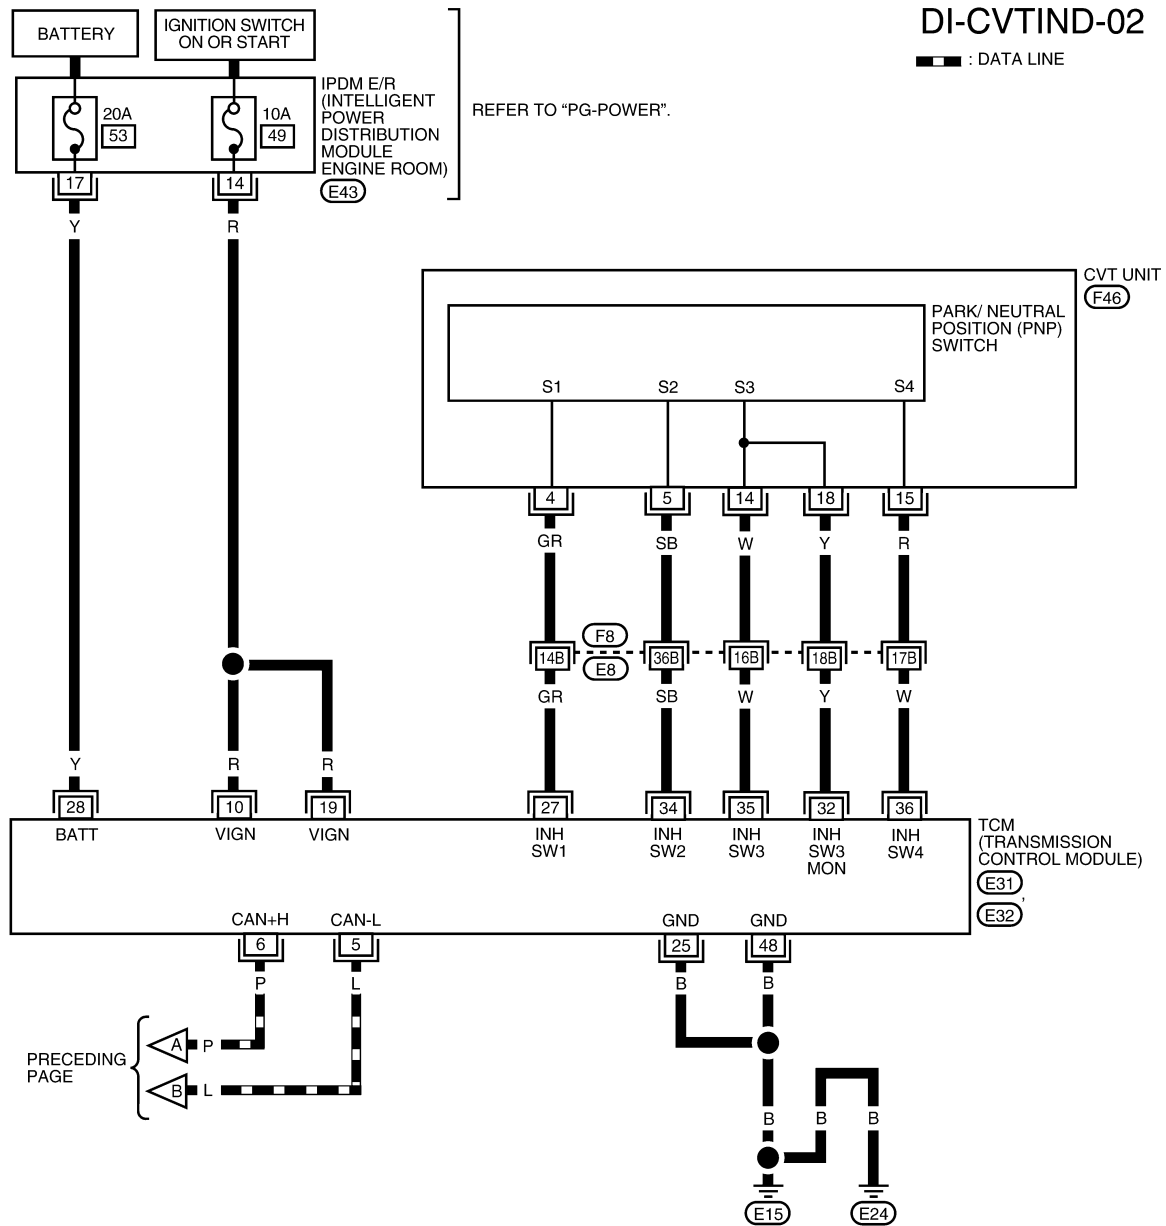 DI-CVTIND-02
: DATA LINE
BATTERY
IGNITION SWITCH
ON OR START
REFER TO “PG-POWER”.
20A
53
10A
49
IPDM E/R
(INTELLIGENT
POWER
DISTRIBUTION
MODULE
ENGINE ROOM)
E43
17
14
Y
R
CVT UNIT
F46
PARK/ NEUTRAL
POSITION (PNP)
SWITCH
S1
S2
S3
S4
4
5
14
18
15
GR
SB
W
Y
R
F8
E8
14B
36B
16B
18B
17B
GR
SB
W
Y
W
Y
R
R
28
10
19
27
34
35
32
36
BATT
VIGN
VIGN
INH
SW1
INH
SW2
INH
SW3
INH
SW3
MON
INH
SW4
TCM
(TRANSMISSION
CONTROL MODULE)
E31
,
E32
CAN+H
CAN-L
GND
GND
6
5
25
48
P
L
B
B
PRECEDING
PAGE
A
P
B
L
B
B
B
E15
E24